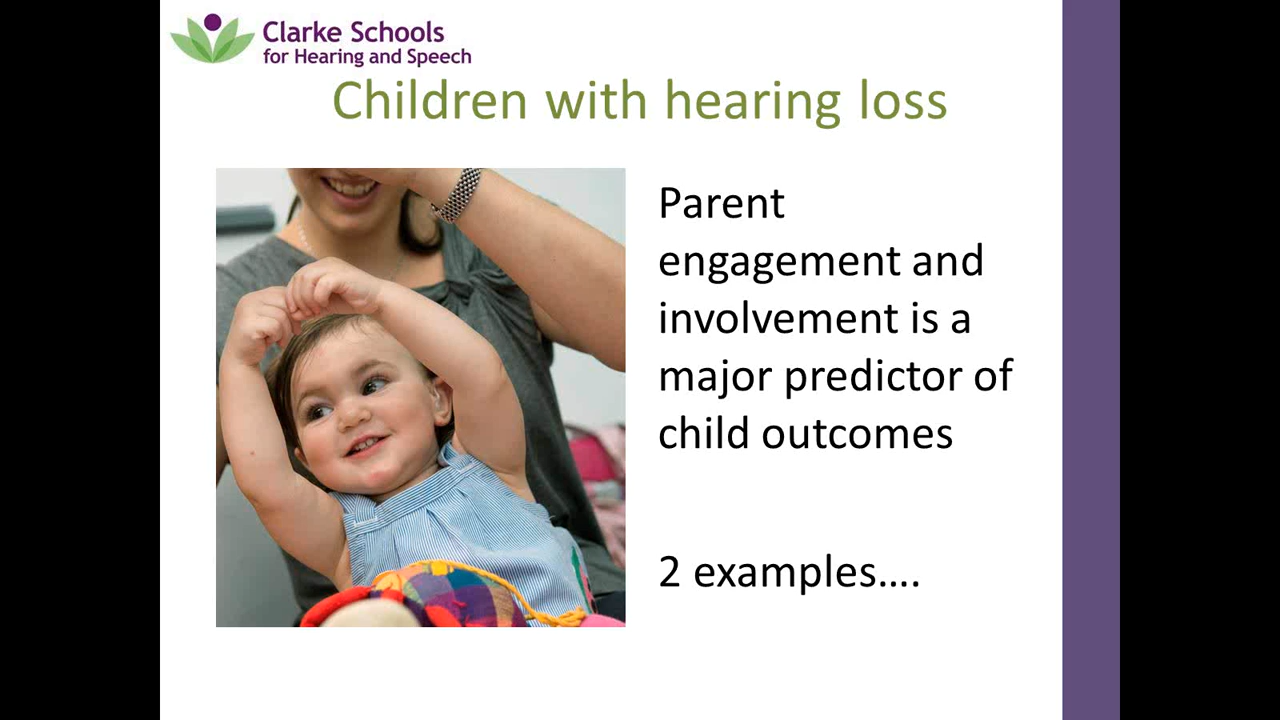 Clarke Schools
for Hearing and Speech
Children with hearing loss
Parent
engagement and
involvement is a
major predictor of
child outcomes
2 examples....